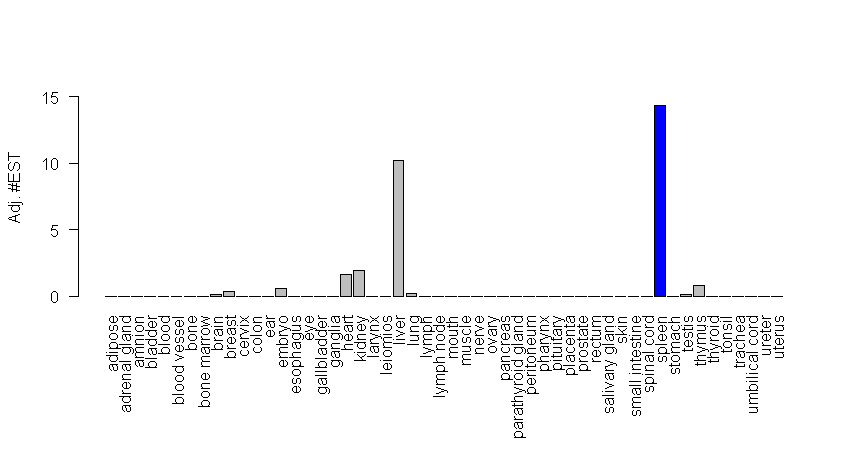 Adj. #EST
15
10
5
0
adipose
adrenal gland
amnion
bladder
blood
blood vessel
bone
bone marrow
brain
breast
cervix
colon
ear
embryo
esophagus
eye
gallbladder
ganglia
heart
kidney
larynx
leiomios
liver
lung
lymph
lymph node
mouth
muscle
nerve
ovary
pancreas
parathyroid gland
peritoneum
pharynx
pituitary
placenta
prostate
rectum
salivary gland
skin
small intestine
spinal cord
spleen
stomach
testis
thymus
thyroid
tonsil
trachea
umbilical cord
ureter
uterus